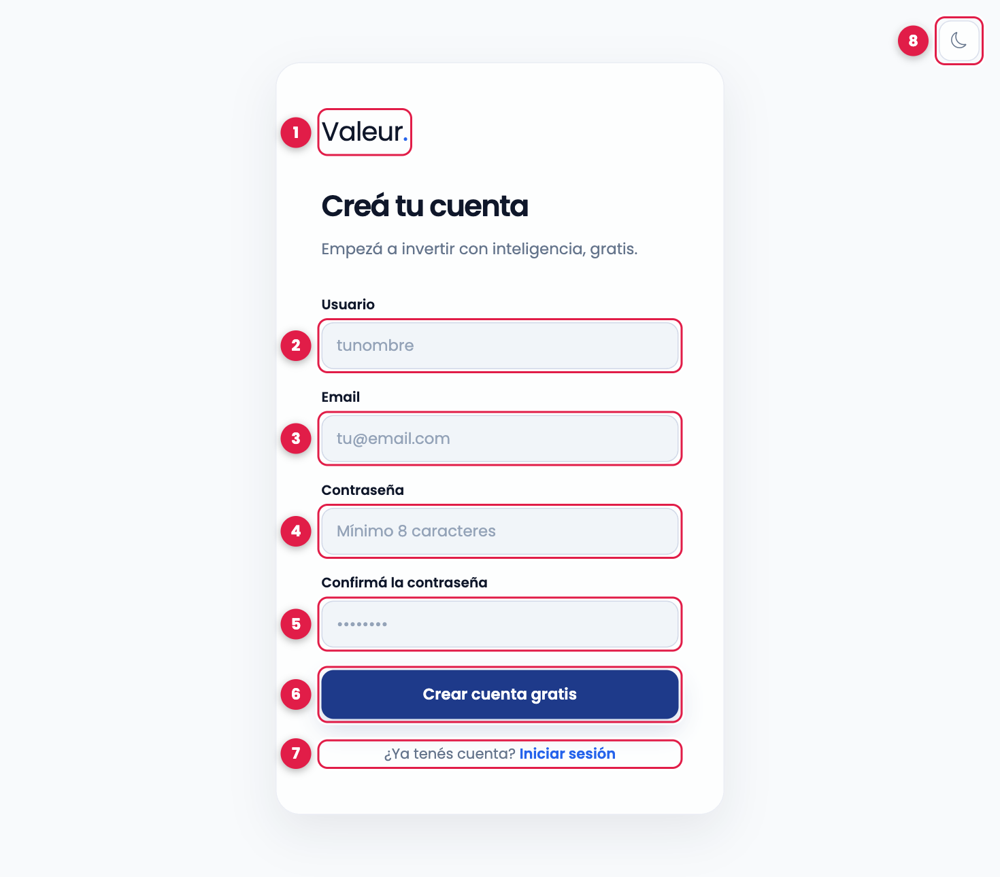 8
1 Valeur.
Creá tu cuenta
Empezá a invertir con inteligencia, gratis.
Usuario
2 tunombre
Email
3 tu@email.com
Contraseña
4 Mínimo 8 caracteres
Confirmá la contraseña
5 ••••••••
6 Crear cuenta gratis
7 ¿Ya tenés cuenta? Iniciar sesión